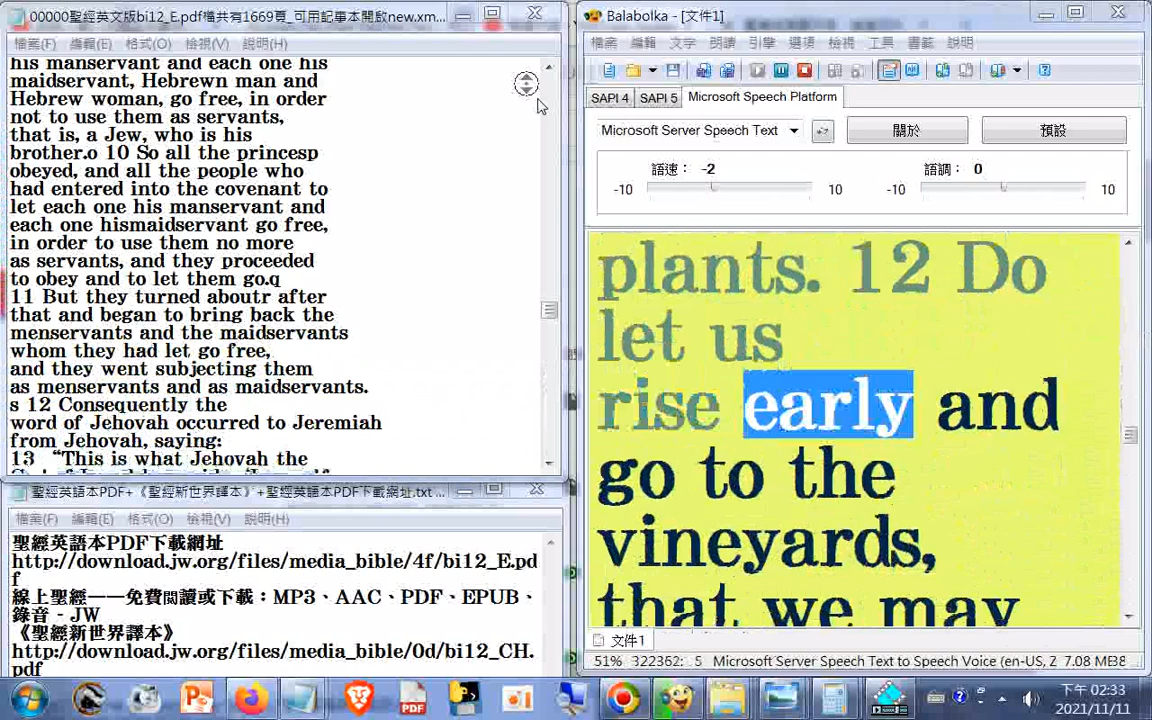 00000聖經英文版bi12_E.pdf檔共有1669頁_可用記事本開啟new.xm...
檔案(F) 編輯(E) 格式(O) 檢視(V) 說明(H)
his manservant and each one his
maidservant, Hebrewn man and
Hebrew woman, go free, in order
not to use them as servants,
that is, a Jew, who is his
brother.o 10 So all the princesp
obeyed, and all the people who
had entered into the covenant to
let each one his manservant and
each one hismaidservant go free,
in order to use them no more
as servants, and they proceeded
to obey and to let them go.q
11 But they turned aboutr after
that and began to bring back the
menservants and the maidservants
whom they had let go free,
and they went subjecting them
as menservants and as maidservants.
s 12 Consequently the
word of Jehovah occurred to Jeremiah
from Jehovah, saying:
13 “This is what Jehovah the
聖經英語本PDF+《聖經新世界譯本》+聖經英語本PDF下載網址.txt ...
檔案(F) 編輯(E) 格式(O) 檢視(V) 說明(H)
聖經英語本PDF下載網址
http://download.jw.org/files/media_bible/4f/bi12_E.pd
f
線上聖經——免費閱讀或下載：MP3、AAC、PDF、EPUB、
錄音 - JW
《聖經新世界譯本》
http://download.jw.org/files/media_bible/0d/bi12_CH.
pdf
Balabolka - [文件1]
檔案 編輯 文字 朗讀 引擎 選項 檢視 工具 書籤 說明
SAPI 4 SAPI 5 Microsoft Speech Platform
Microsoft Server Speech Text 關於 預設
語速： -2 語調： 0
-10 10 -10 10
plants. 12 Do
let us
rise early and
go to the
vineyards,
that we may
文件1
51% 322362: 5 Microsoft Server Speech Text to Speech Voice (en-US, Z 7.08 MB
PDF
下午 02:33
2021/11/11